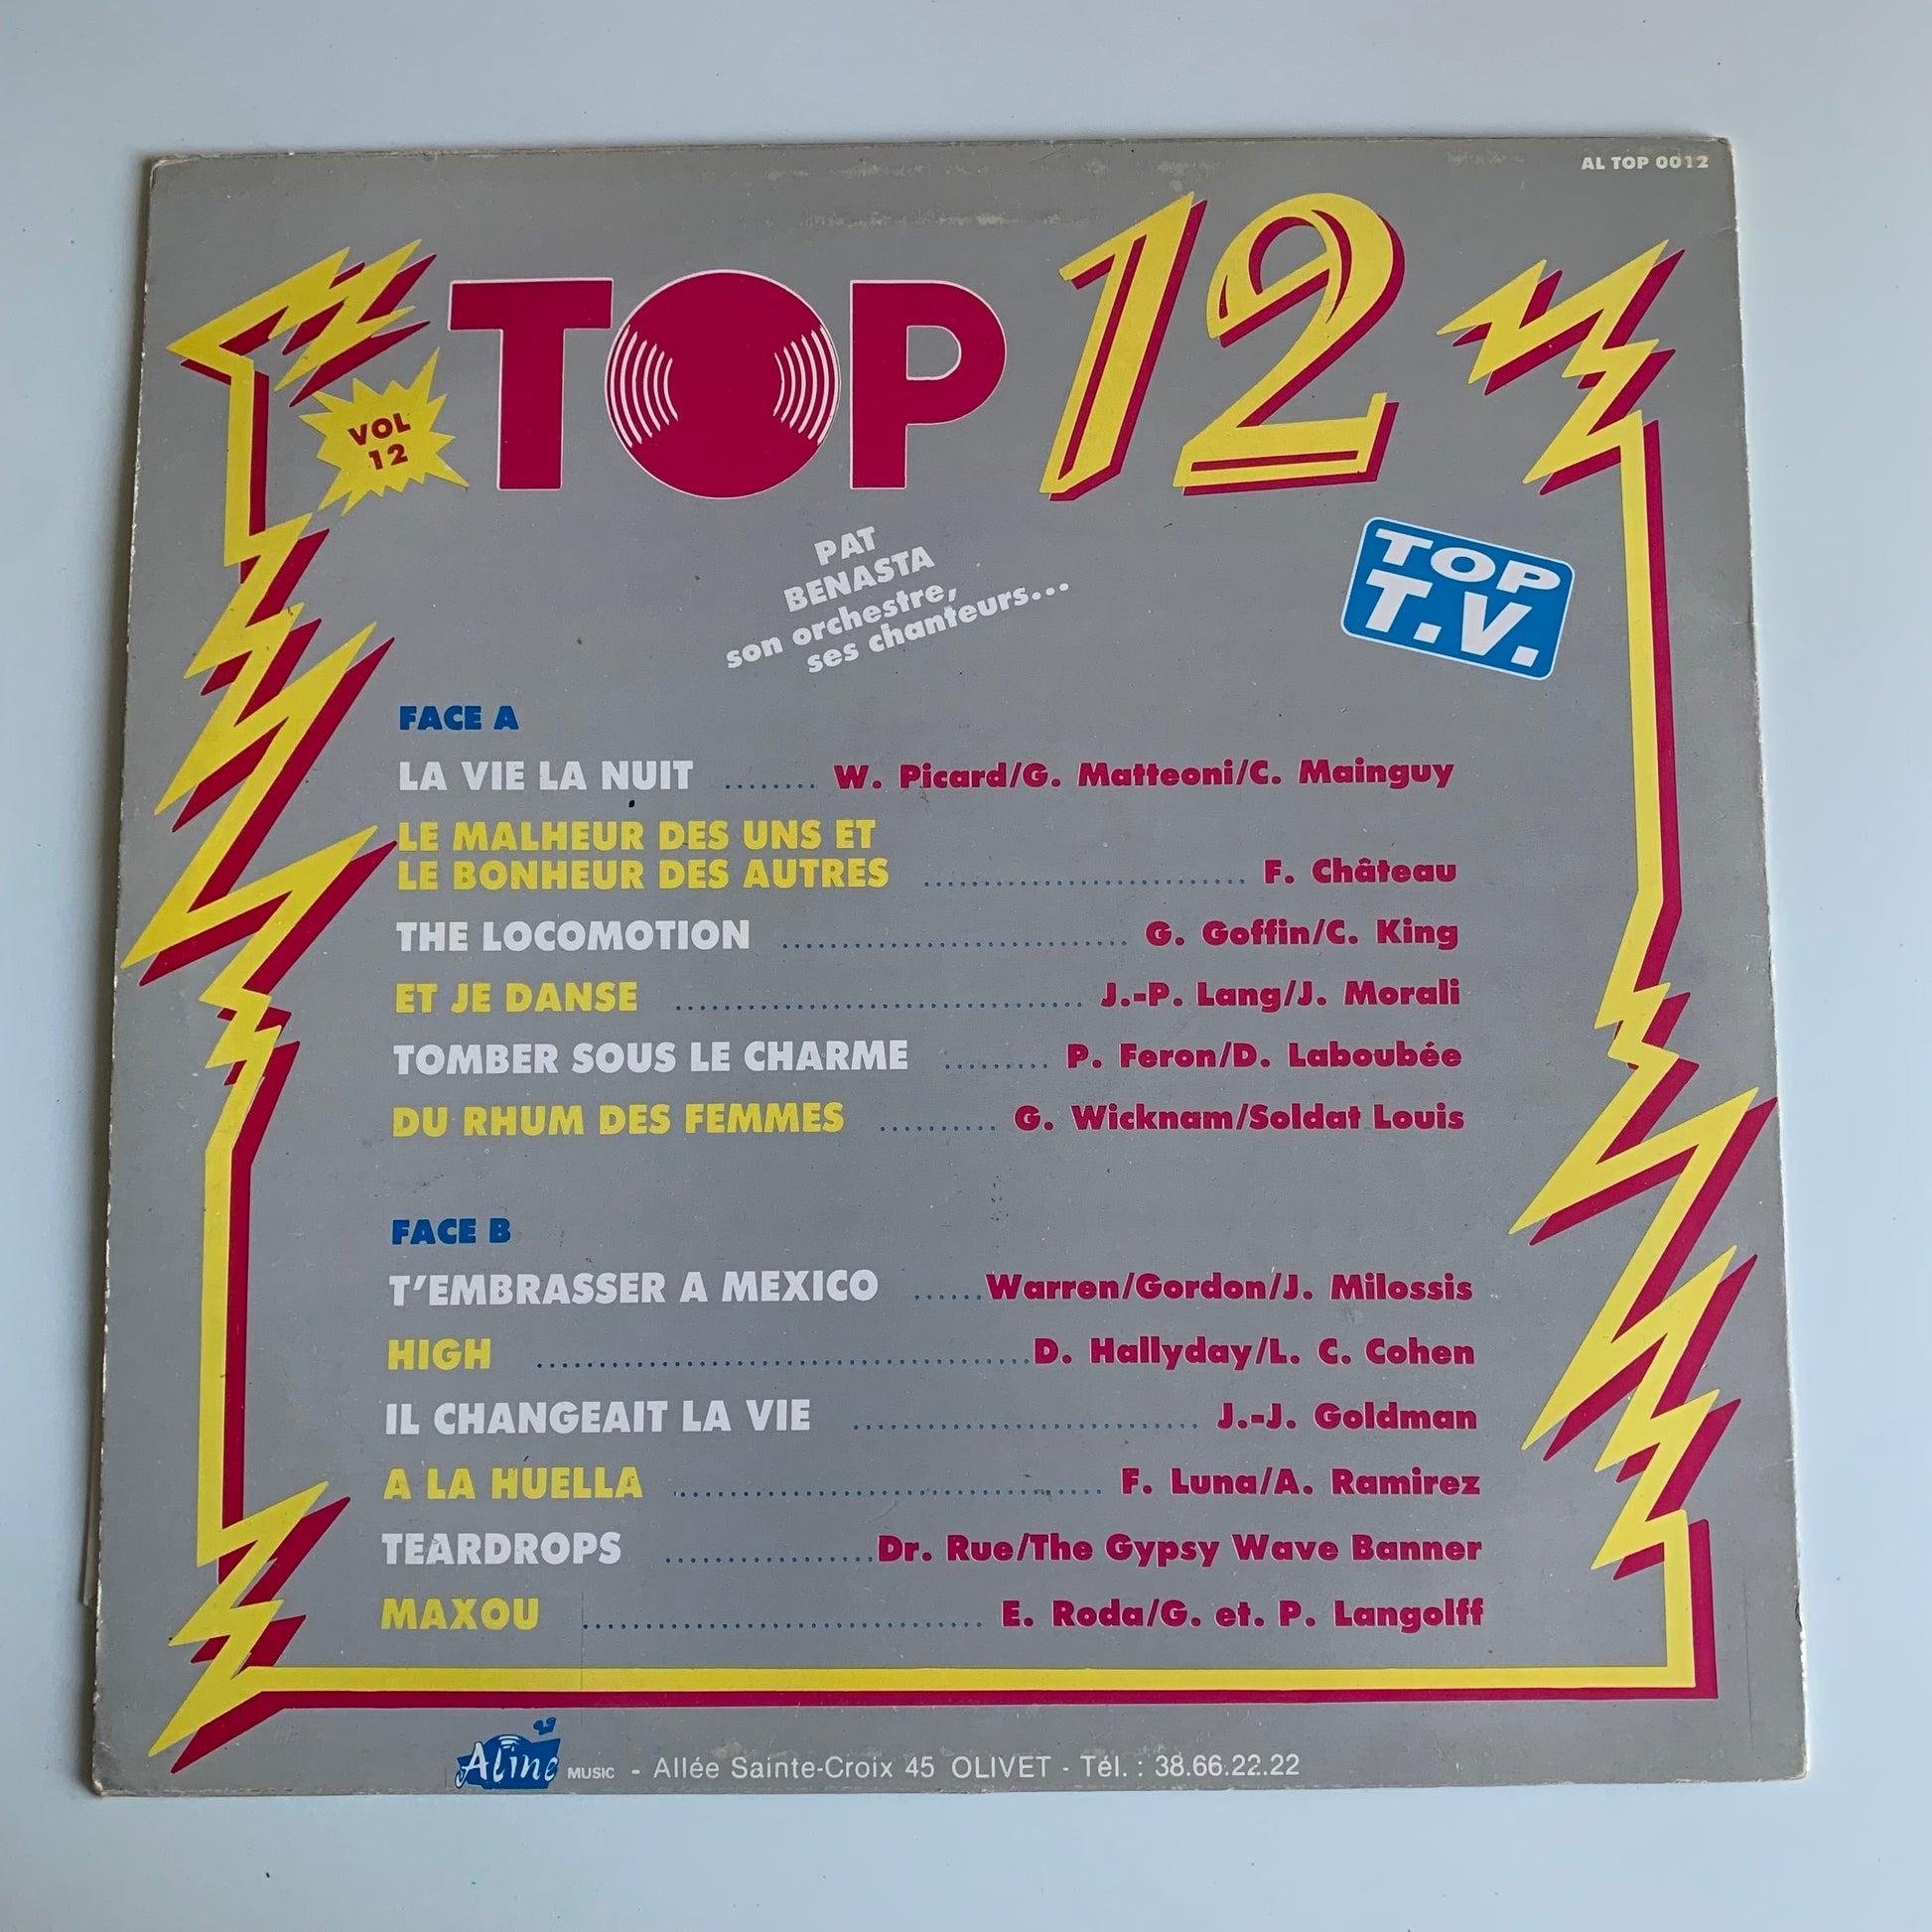 AL TOP 0012
TOP 12
VOL
12
PAT
BENASTA
son orchestre,
ses chanteurs...
TOP
T.V.
FACE A
LA VIE LA NUIT ........ W. Picard/G. Matteoni/C. Mainguy
LE MALHEUR DES UNS ET
LE BONHEUR DES AUTRES ........ F. Château
THE LOCOMOTION ........ G. Goffin/C. King
ET JE DANSE ........ J.-P. Lang/J. Morali
TOMBER SOUS LE CHARME ........ P. Feron/D. Laboubée
DU RHUM DES FEMMES ........ G. Wicknam/Soldat Louis
FACE B
T'EMBRASSER A MEXICO ......Warren/Gordon/J. Milossis
HIGH ........D. Hallyday/L. C. Cohen
IL CHANGEAIT LA VIE ........ J.-J. Goldman
A LA HUELLA ........ F. Luna/A. Ramirez
TEARDROPS ........Dr. Rue/The Gypsy Wave Banner
MAXOU ........ E. Roda/G. et. P. Langolff
Aline MUSIC - Allée Sainte-Croix 45 OLIVET - Tél. : 38.66.22.22